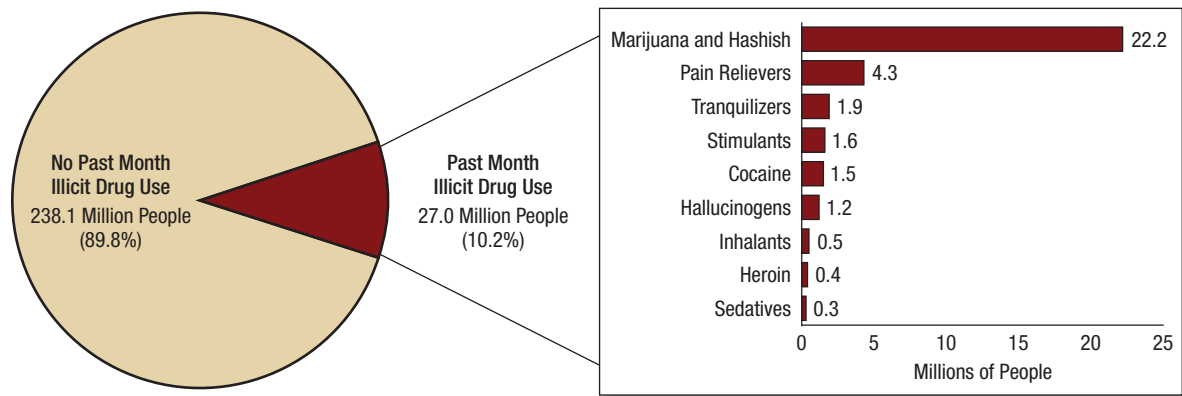 No Past Month
Illicit Drug Use
238.1 Million People
(89.8%)
Past Month
Illicit Drug Use
27.0 Million People
(10.2%)
Marijuana and Hashish 22.2
Pain Relievers 4.3
Tranquilizers 1.9
Stimulants 1.6
Cocaine 1.5
Hallucinogens 1.2
Inhalants 0.5
Heroin 0.4
Sedatives 0.3
0 5 10 15 20 25
Millions of People